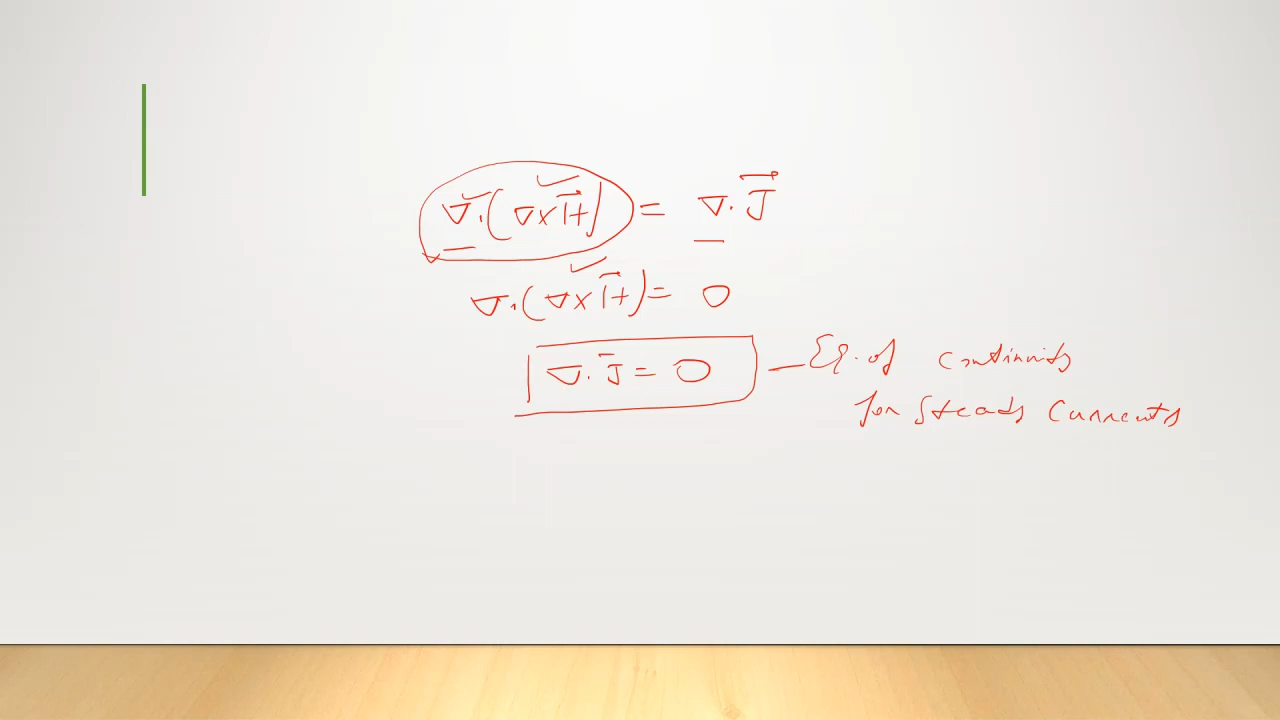 ∇.(∇×H⃗) = ∇.J⃗
∇.(∇×H⃗) = 0
∇.J⃗ = 0 — Eq. of continuity
for steady currents